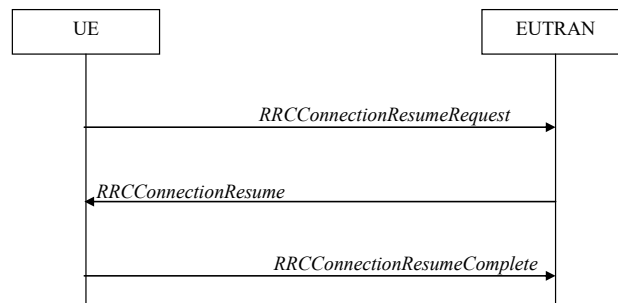 UE
EUTRAN
RRCConnectionResumeRequest
RRCConnectionResume
RRCConnectionResumeComplete